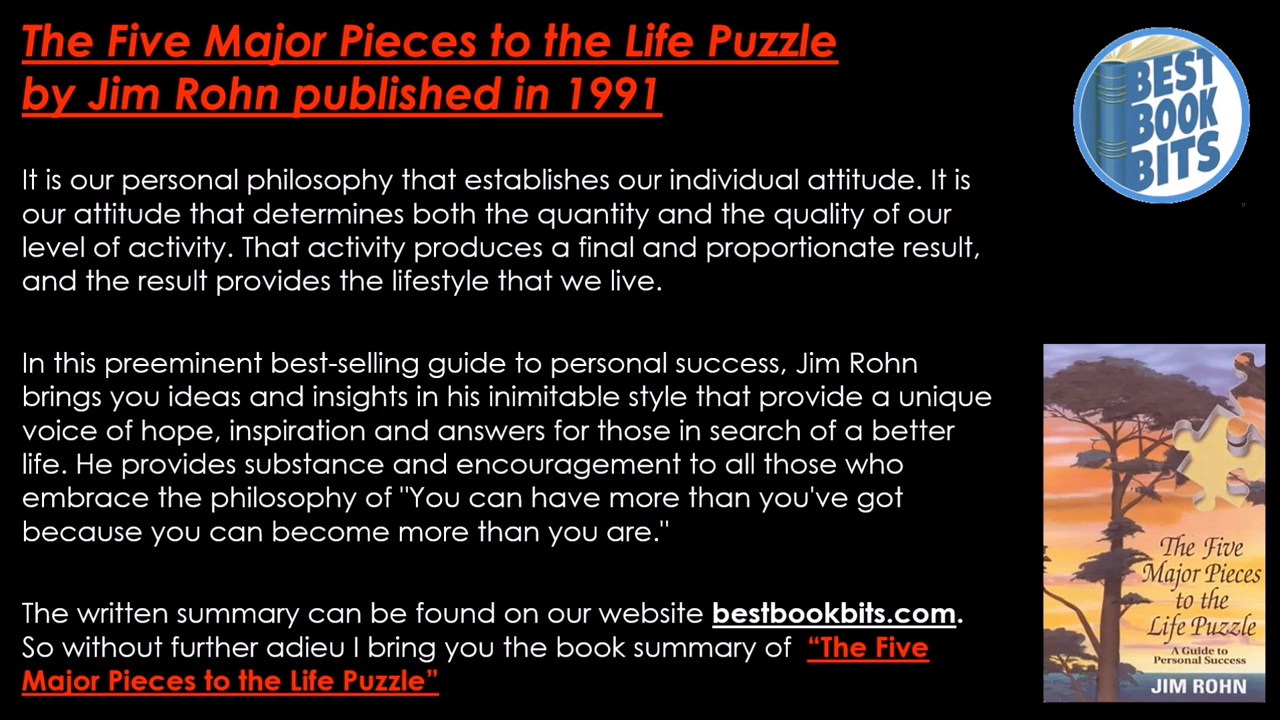 The Five Major Pieces to the Life Puzzle
by Jim Rohn published in 1991
BEST
BOOK
BITS
It is our personal philosophy that establishes our individual attitude. It is
our attitude that determines both the quantity and the quality of our
level of activity. That activity produces a final and proportionate result,
and the result provides the lifestyle that we live.
In this preeminent best-selling guide to personal success, Jim Rohn
brings you ideas and insights in his inimitable style that provide a unique
voice of hope, inspiration and answers for those in search of a better
life. He provides substance and encouragement to all those who
embrace the philosophy of "You can have more than you've got
because you can become more than you are."
The written summary can be found on our website bestbookbits.com.
So without further adieu I bring you the book summary of “The Five
Major Pieces to the Life Puzzle”
The Five
Major Pieces
to the
Life Puzzle
A Guide to
Personal Success
JIM ROHN